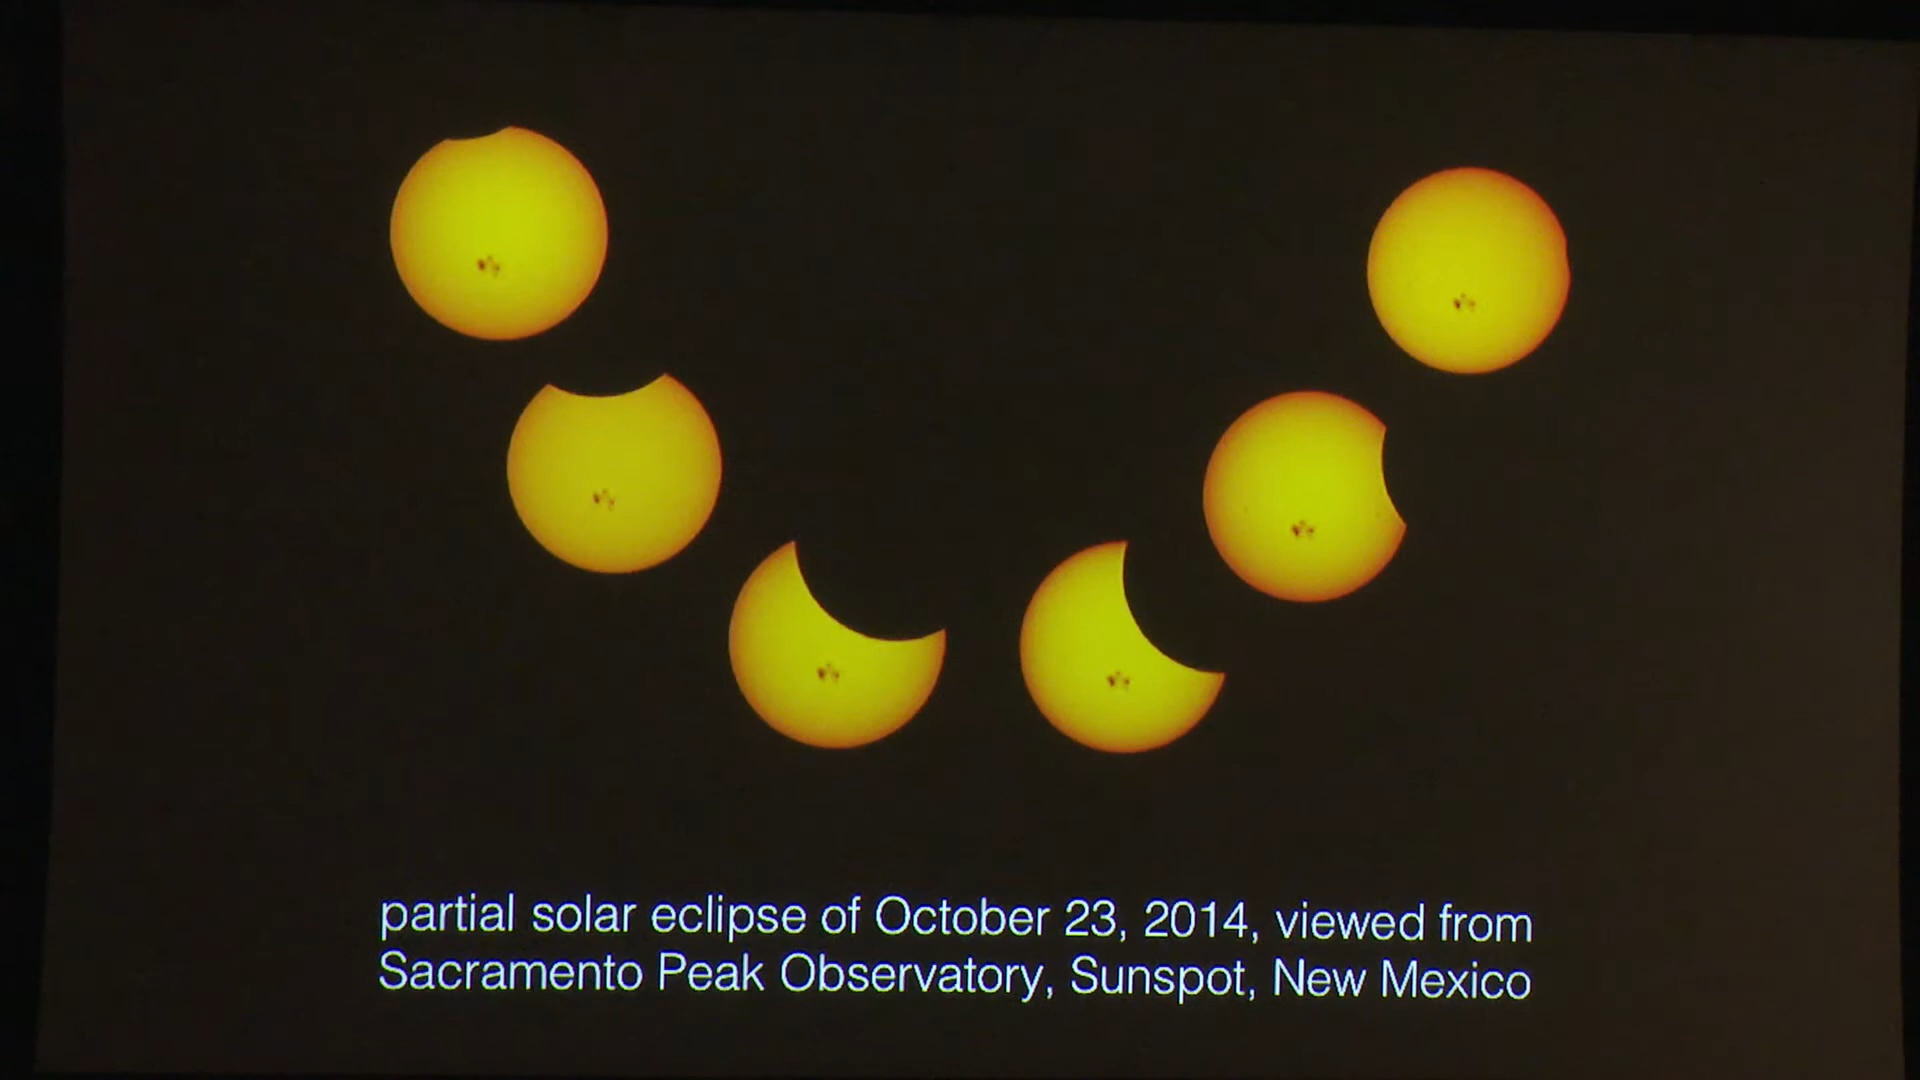 partial solar eclipse of October 23, 2014, viewed from
Sacramento Peak Observatory, Sunspot, New Mexico